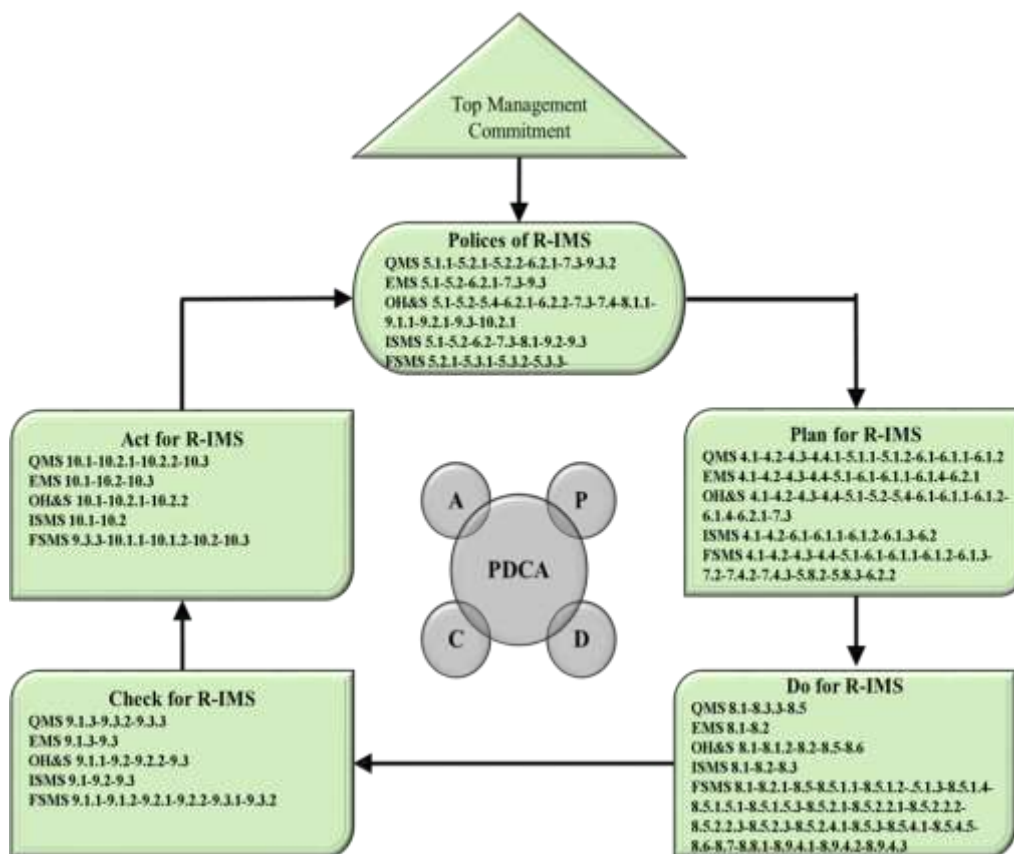 Top Management
Commitment
Polices of R-IMS
QMS 5.1.1-5.2.1-5.2.2-6.2.1-7.3-9.3.2
EMS 5.1-5.2-6.2.1-7.3-9.3
OH&S 5.1-5.2-5.4-6.2.1-6.2.2-7.3-7.4-8.1.1-
9.1.1-9.2.1-9.3-10.2.1
ISMS 5.1-5.2-6.2-7.3-8.1-9.2-9.3
FSMS 5.2.1-5.3.1-5.3.2-5.3.3-
Act for R-IMS
QMS 10.1-10.2.1-10.2.2-10.3
EMS 10.1-10.2-10.3
OH&S 10.1-10.2.1-10.2.2
ISMS 10.1-10.2
FSMS 9.3.3-10.1.1-10.1.2-10.2-10.3
Plan for R-IMS
QMS 4.1-4.2-4.3-4.4.1-5.1.1-5.1.2-6.1-6.1.1-6.1.2
EMS 4.1-4.2-4.3-4.4-5.1-6.1-6.1.1-6.1.4-6.2.1
OH&S 4.1-4.2-4.3-4.4-5.1-5.2-5.4-6.1-6.1.1-6.1.2-
6.1.4-6.2.1-7.3
ISMS 4.1-4.2-6.1-6.1.1-6.1.2-6.1.3-6.2
FSMS 4.1-4.2-4.3-4.4-5.1-6.1-6.1.1-6.1.2-6.1.3-
7.2-7.4.2-7.4.3-5.8.2-5.8.3-6.2.2
A
P
PDCA
C
D
Check for R-IMS
QMS 9.1.3-9.3.2-9.3.3
EMS 9.1.3-9.3
OH&S 9.1.1-9.2-9.2.2-9.3
ISMS 9.1-9.2-9.3
FSMS 9.1.1-9.1.2-9.2.1-9.2.2-9.3.1-9.3.2
Do for R-IMS
QMS 8.1-8.3.3-8.5
EMS 8.1-8.2
OH&S 8.1-8.1.2-8.2-8.5-8.6
ISMS 8.1-8.2-8.3
FSMS 8.1-8.2.1-8.5-8.5.1.1-8.5.1.2-.5.1.3-8.5.1.4-
8.5.1.5.1-8.5.1.5.3-8.5.2.1-8.5.2.2.1-8.5.2.2.2-
8.5.2.2.3-8.5.2.3-8.5.2.4.1-8.5.3-8.5.4.1-8.5.4.5-
8.6-8.7-8.8.1-8.9.4.1-8.9.4.2-8.9.4.3